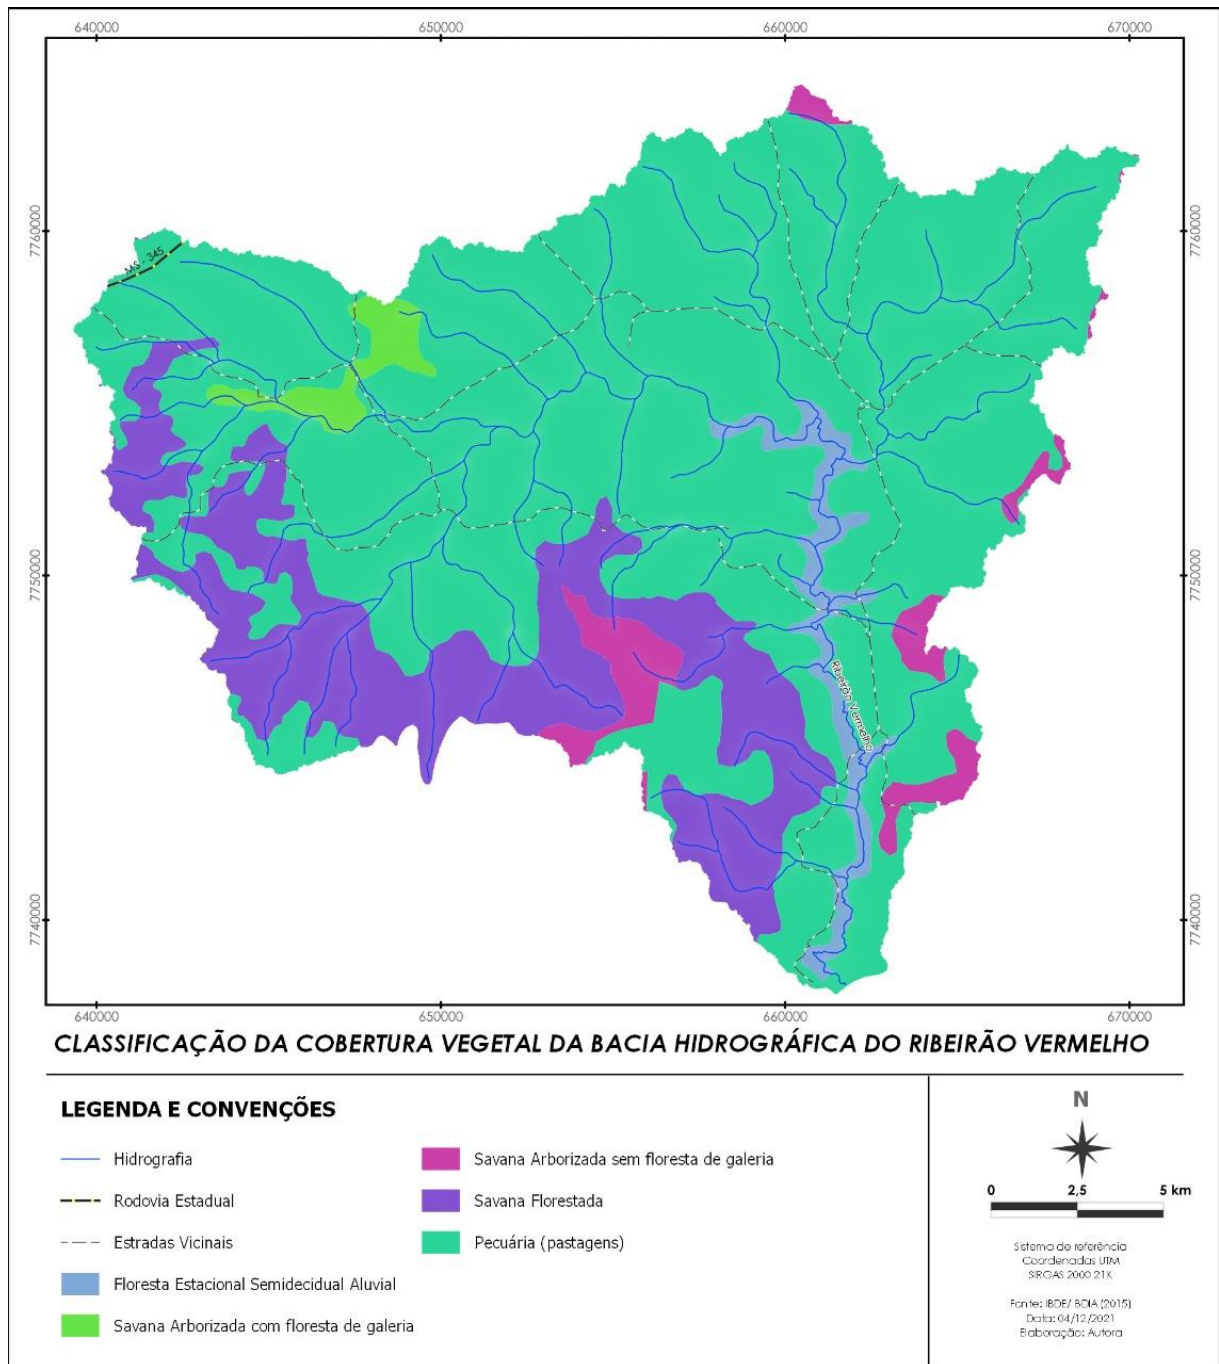 640000 650000 660000 670000
7760000 7760000
MS - 345
7750000 7750000
Ribeirão Vermelho
7740000 7740000
640000 650000 660000 670000
CLASSIFICAÇÃO DA COBERTURA VEGETAL DA BACIA HIDROGRÁFICA DO RIBEIRÃO VERMELHO
LEGENDA E CONVENÇÕES
Hidrografia
Rodovia Estadual
Estradas Vicinais
Floresta Estacional Semidecidual Aluvial
Savana Arborizada com floresta de galeria
Savana Arborizada sem floresta de galeria
Savana Florestada
Pecuária (pastagens)
N
0 2,5 5 km
Sistema de referência
Coordenadas UTM
SIRGAS 2000 21K
Fonte: IBDE/ BDIA (2015)
Data: 04/12/2021
Elaboração: Autora